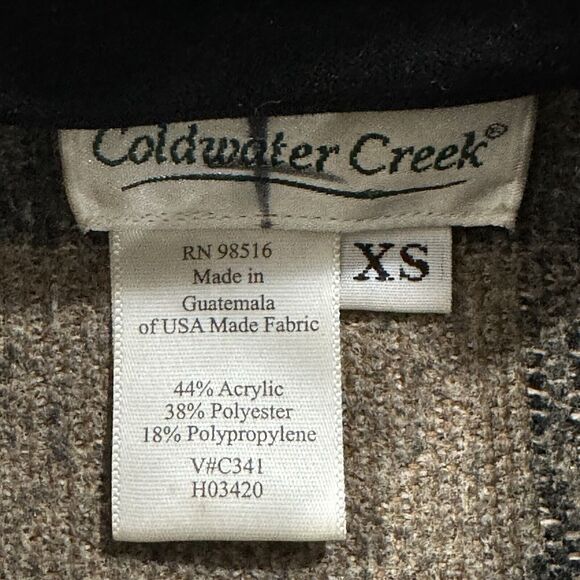 Coldwater Creek®
XS
RN 98516
Made in
Guatemala
of USA Made Fabric
44% Acrylic
38% Polyester
18% Polypropylene
V#C341
H03420